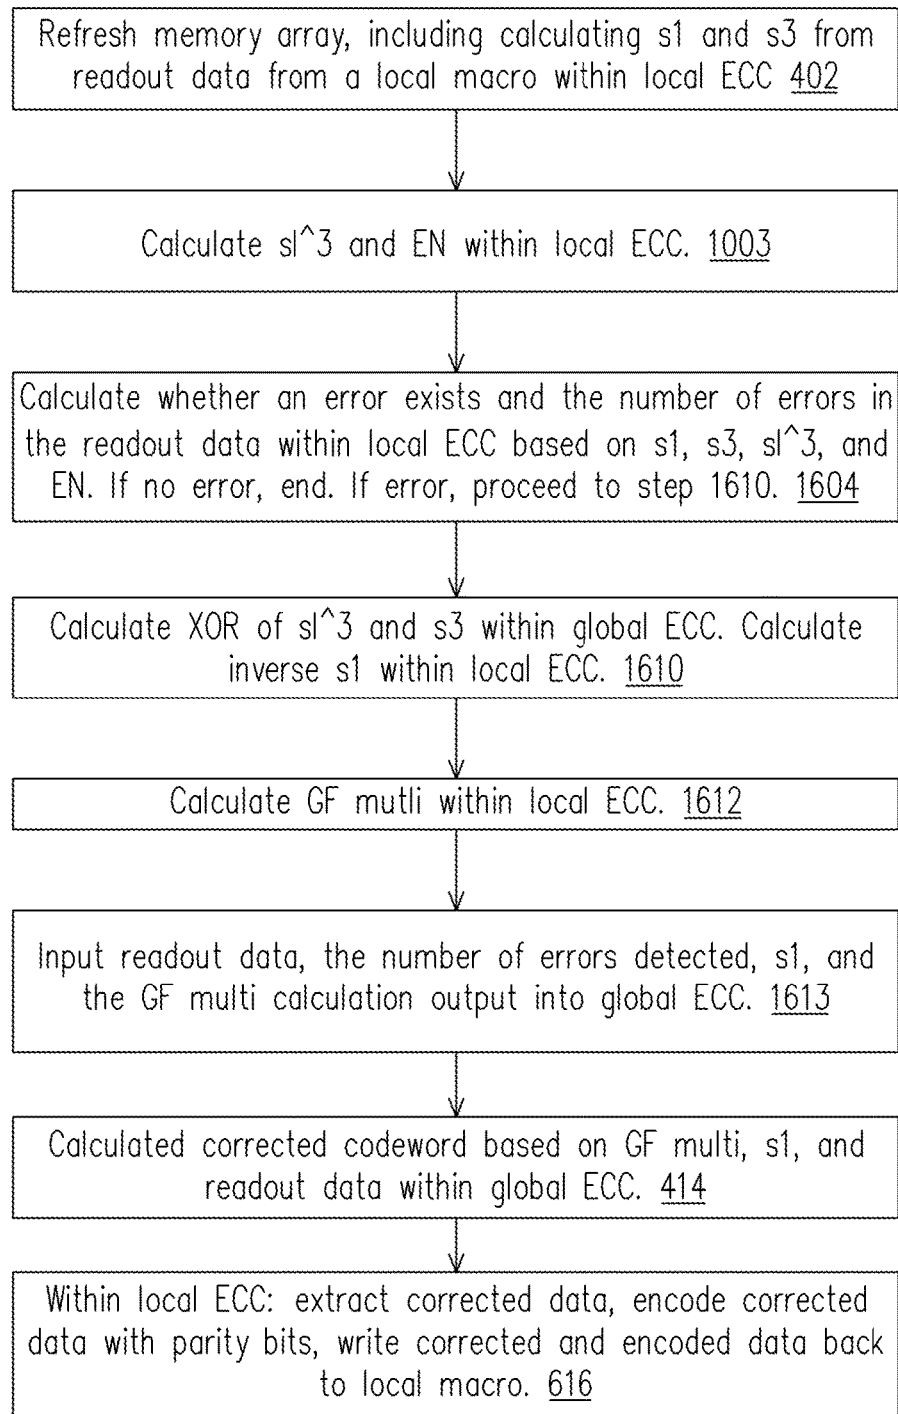 Refresh memory array, including calculating s1 and s3 from
readout data from a local macro within local ECC 402
Calculate sl^3 and EN within local ECC. 1003
Calculate whether an error exists and the number of errors in
the readout data within local ECC based on s1, s3, sl^3, and
EN. If no error, end. If error, proceed to step 1610. 1604
Calculate XOR of sl^3 and s3 within global ECC. Calculate
inverse s1 within local ECC. 1610
Calculate GF mutli within local ECC. 1612
Input readout data, the number of errors detected, s1, and
the GF multi calculation output into global ECC. 1613
Calculated corrected codeword based on GF multi, s1, and
readout data within global ECC. 414
Within local ECC: extract corrected data, encode corrected
data with parity bits, write corrected and encoded data back
to local macro. 616